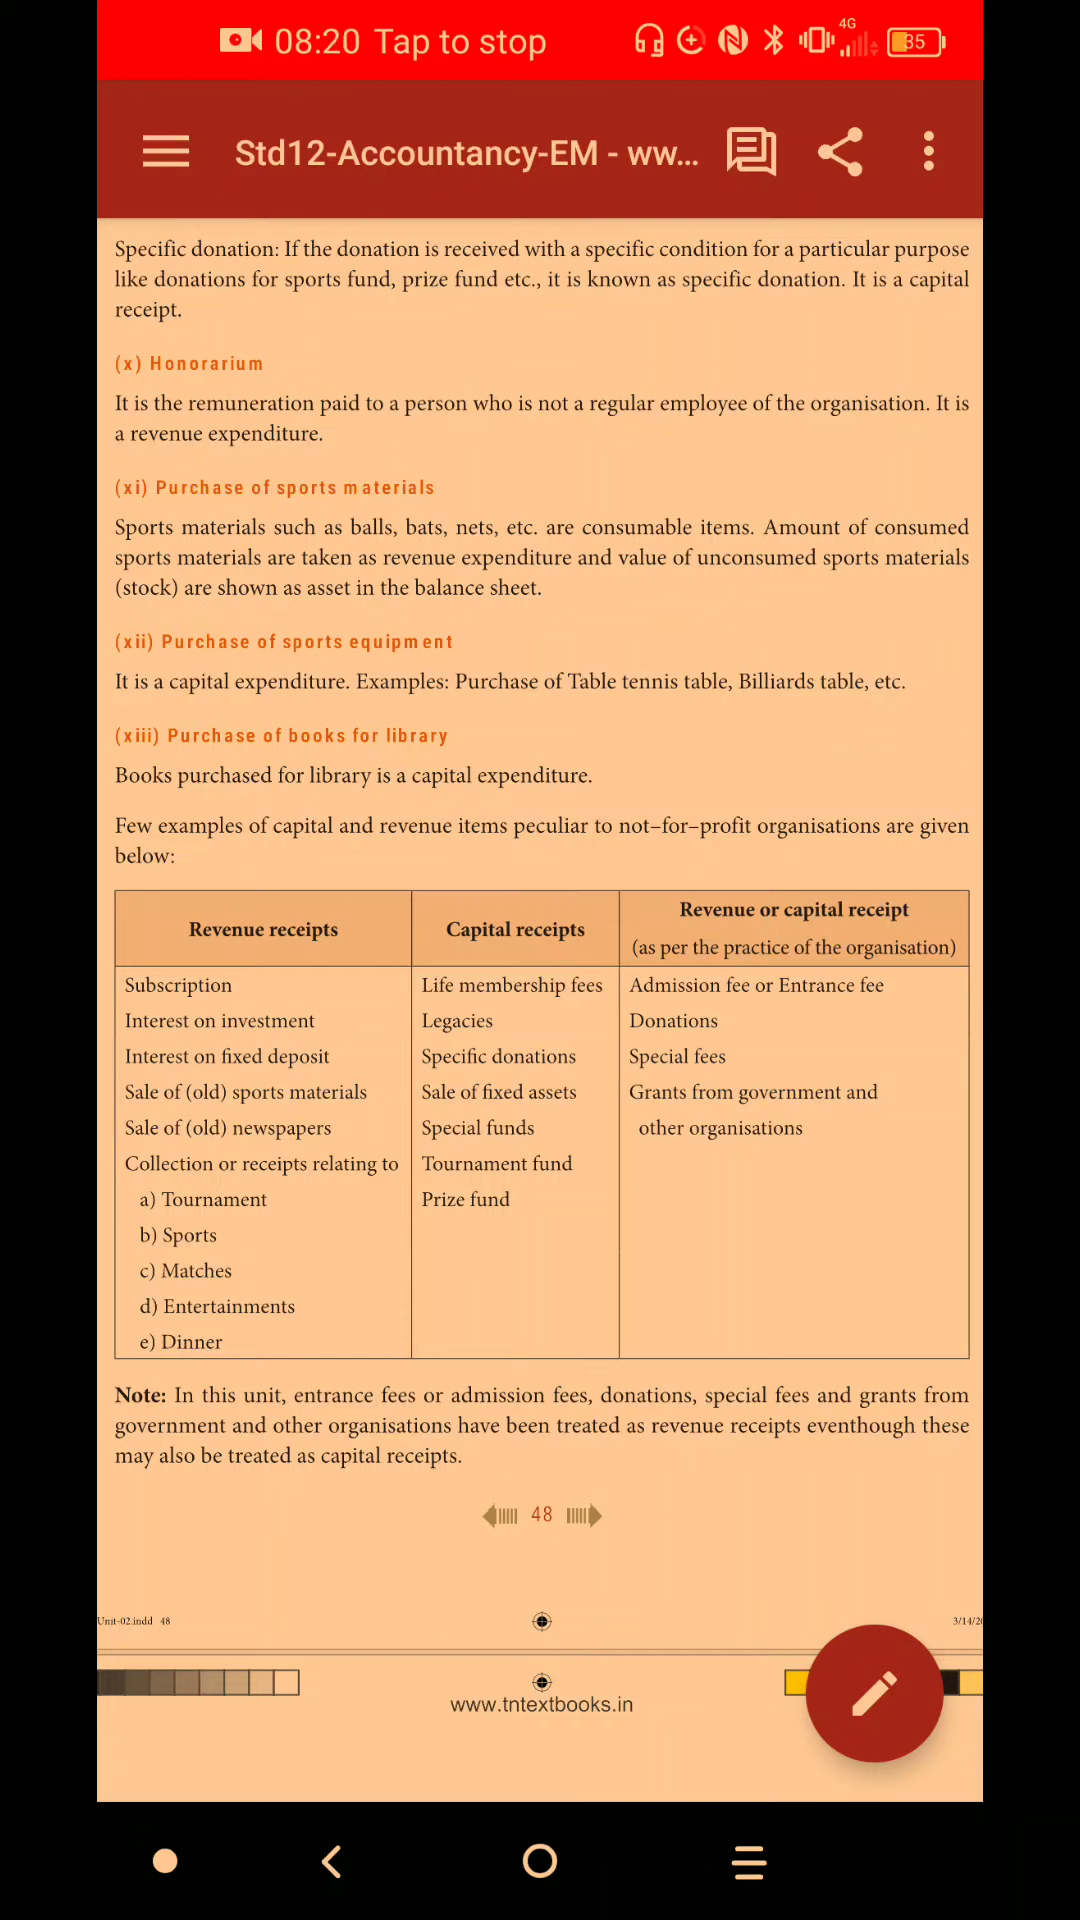 08:20 Tap to stop
4G
35
Std12-Accountancy-EM - ww...
Specific donation: If the donation is received with a specific condition for a particular purpose
like donations for sports fund, prize fund etc., it is known as specific donation. It is a capital
receipt.
(x) Honorarium
It is the remuneration paid to a person who is not a regular employee of the organisation. It is
a revenue expenditure.
(xi) Purchase of sports materials
Sports materials such as balls, bats, nets, etc. are consumable items. Amount of consumed
sports materials are taken as revenue expenditure and value of unconsumed sports materials
(stock) are shown as asset in the balance sheet.
(xii) Purchase of sports equipment
It is a capital expenditure. Examples: Purchase of Table tennis table, Billiards table, etc.
(xiii) Purchase of books for library
Books purchased for library is a capital expenditure.
Few examples of capital and revenue items peculiar to not–for–profit organisations are given
below:
Revenue receipts Capital receipts Revenue or capital receipt
(as per the practice of the organisation)
Subscription Life membership fees Admission fee or Entrance fee
Interest on investment Legacies Donations
Interest on fixed deposit Specific donations Special fees
Sale of (old) sports materials Sale of fixed assets Grants from government and
Sale of (old) newspapers Special funds other organisations
Collection or receipts relating to Tournament fund
a) Tournament Prize fund
b) Sports
c) Matches
d) Entertainments
e) Dinner
Note: In this unit, entrance fees or admission fees, donations, special fees and grants from
government and other organisations have been treated as revenue receipts eventhough these
may also be treated as capital receipts.
48
Unit-02.indd 48 3/14/20
www.tntextbooks.in